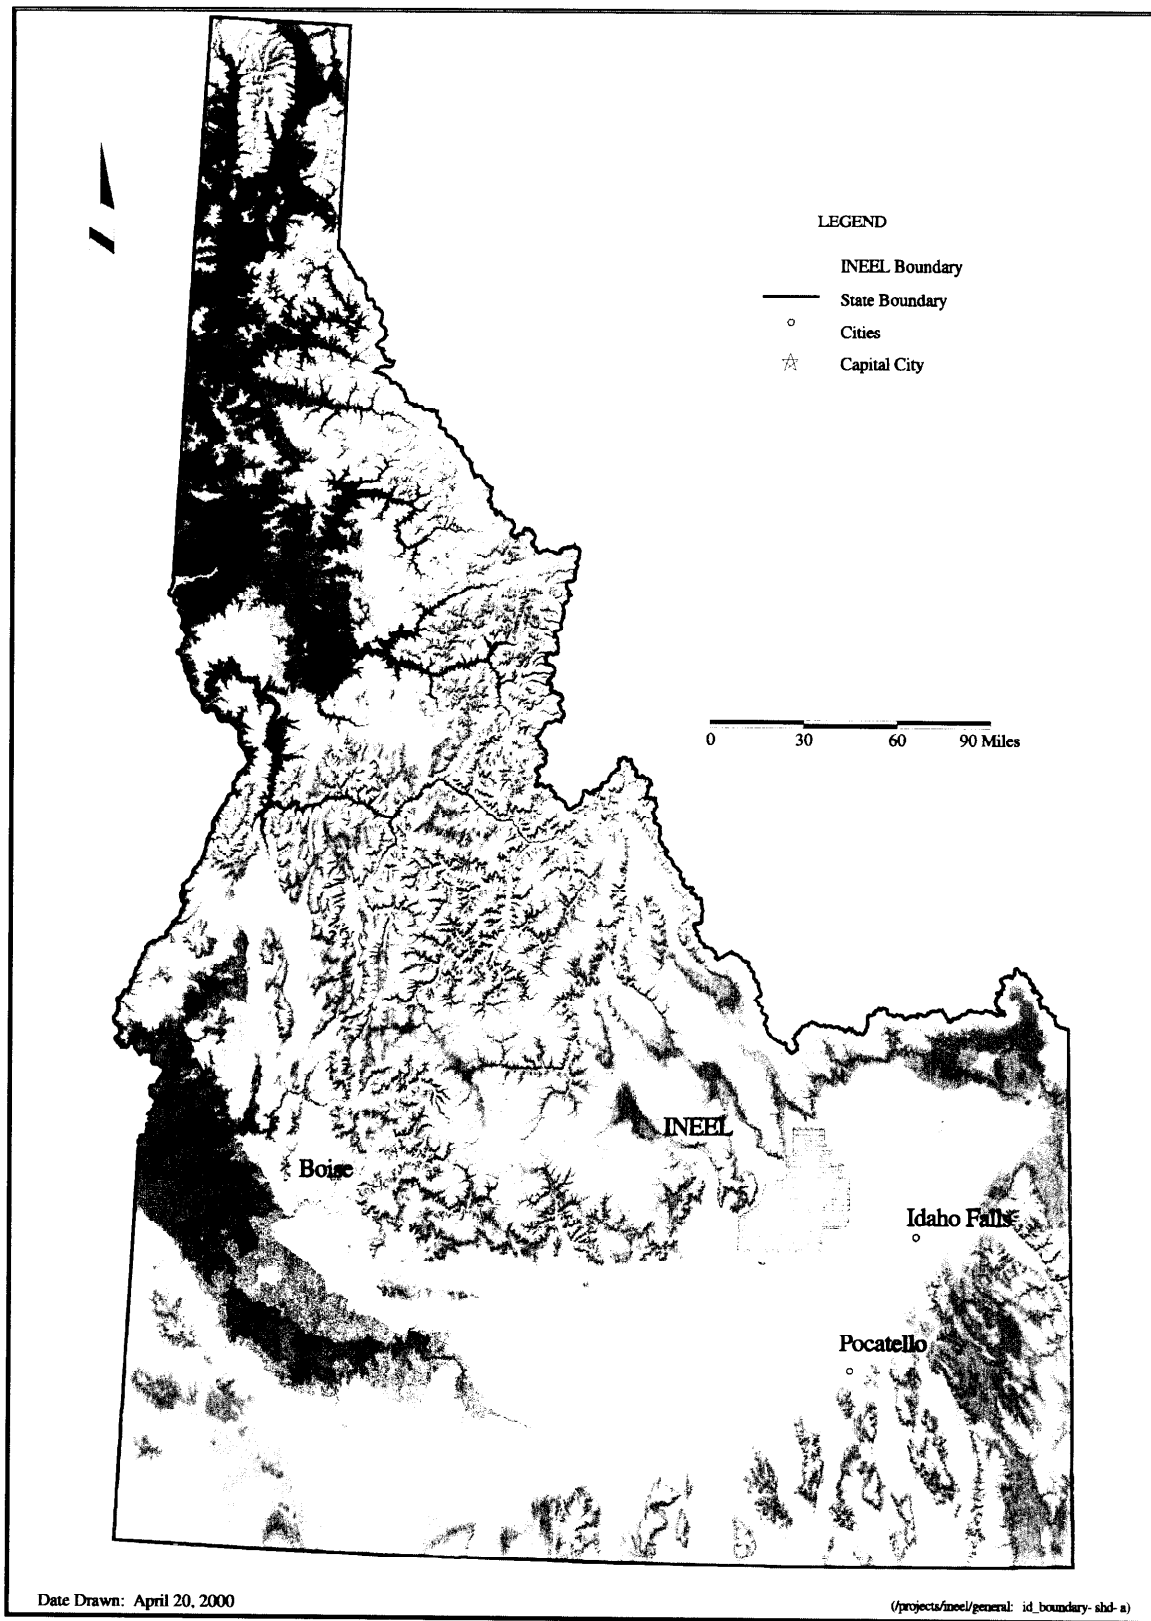 LEGEND
INEEL Boundary
State Boundary
Cities
Capital City
0 30 60 90 Miles
INEEL
Boise
Idaho Falls
Pocatello
Date Drawn: April 20, 2000
(/projects/ineel/general: id_boundary- shd- a)